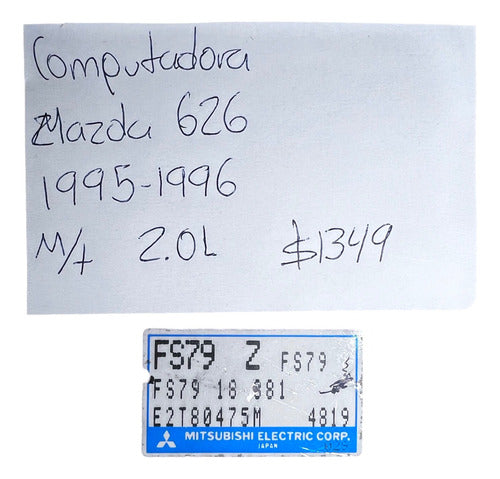 Computadora
Mazda 626
1995-1996
M/t 2.0L $1349
FS79 Z FS79
FS79 18 881
E2T80475M 4819
MITSUBISHI ELECTRIC CORP.
JAPAN